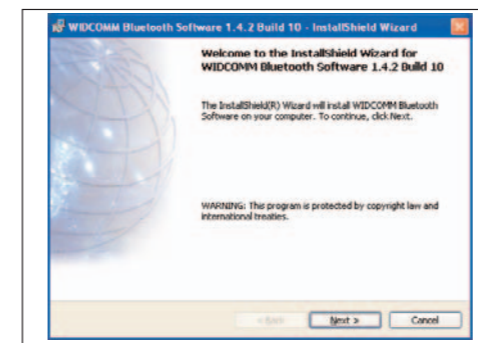 WIDCOMM Bluetooth Software 1.4.2 Build 10 - InstallShield Wizard
Welcome to the InstallShield Wizard for
WIDCOMM Bluetooth Software 1.4.2 Build 10
The InstallShield(R) Wizard will install WIDCOMM Bluetooth
Software on your computer. To continue, click Next.
WARNING: This program is protected by copyright law and
international treaties.
< Back Next > Cancel